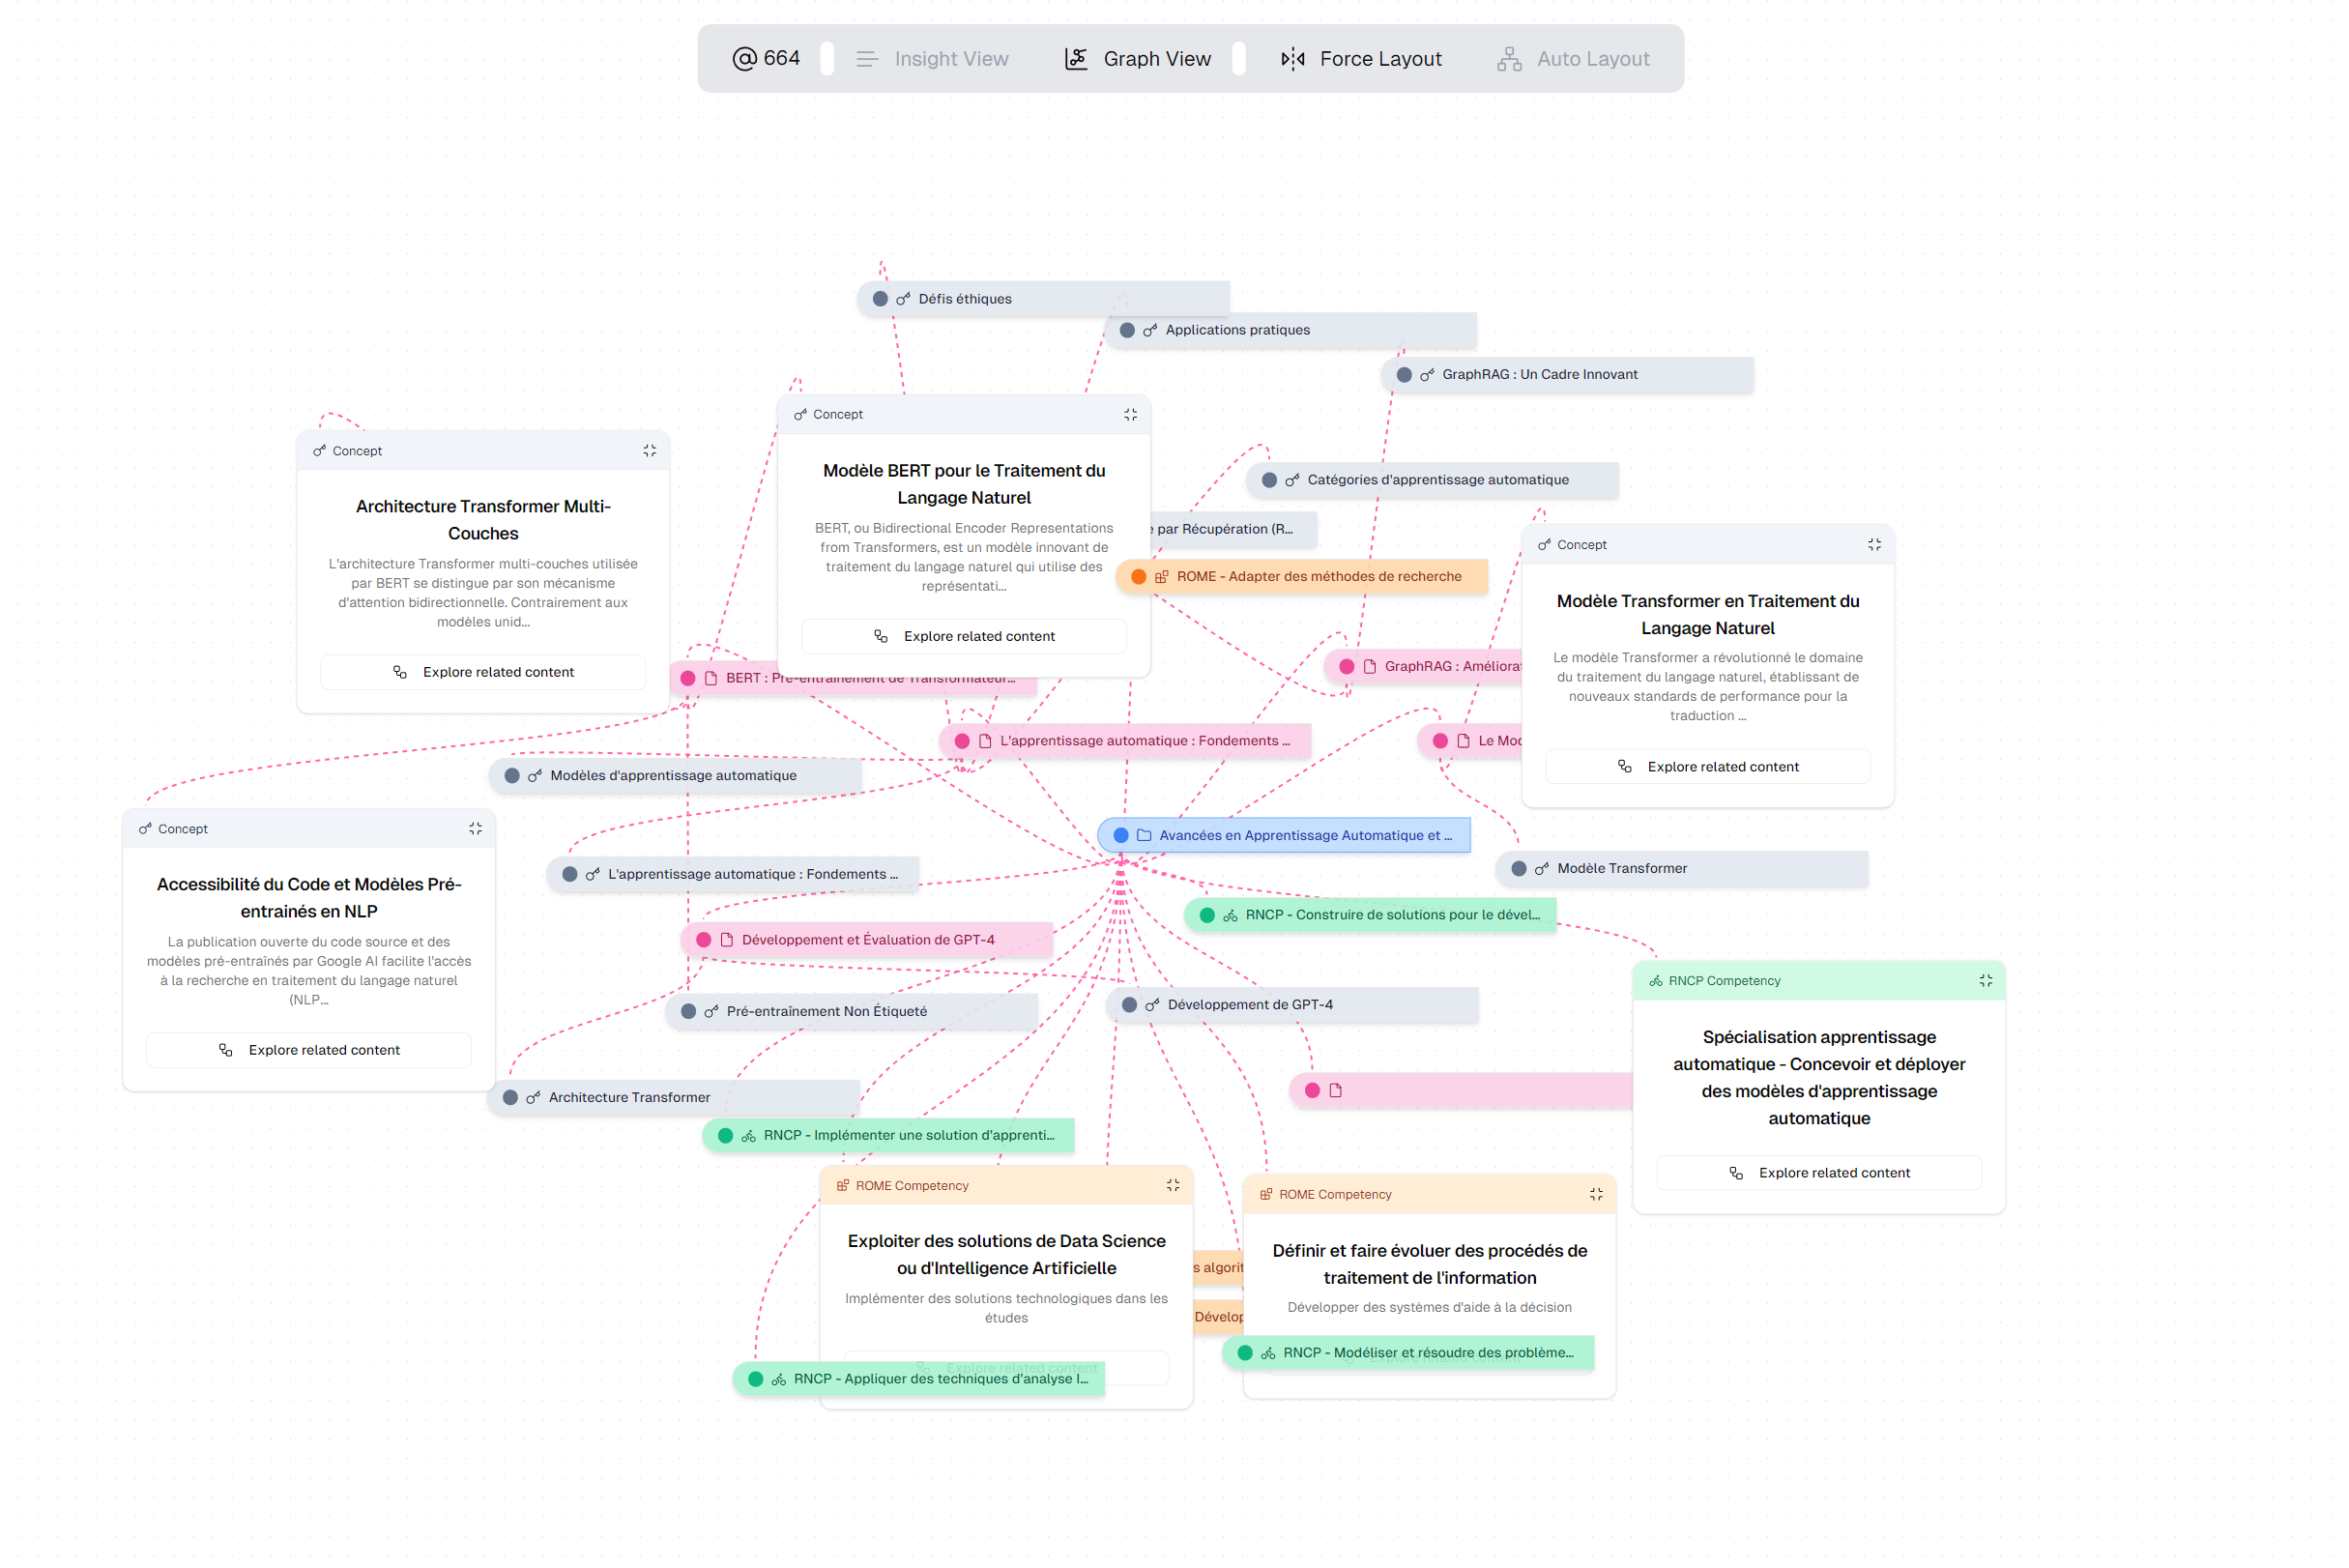 @ 664
Insight View
Graph View
Force Layout
Auto Layout
Défis éthiques
Applications pratiques
GraphRAG : Un Cadre Innovant
Concept
Modèle BERT pour le Traitement du
Langage Naturel
BERT, ou Bidirectional Encoder Representations
from Transformers, est un modèle innovant de
traitement du langage naturel qui utilise des
représentati...
Explore related content
Concept
Architecture Transformer Multi-
Couches
L'architecture Transformer multi-couches utilisée
par BERT se distingue par son mécanisme
d'attention bidirectionnelle. Contrairement aux
modèles unid...
Explore related content
Catégories d'apprentissage automatique
e par Récupération (R...
ROME - Adapter des méthodes de recherche
Concept
Modèle Transformer en Traitement du
Langage Naturel
Le modèle Transformer a révolutionné le domaine
du traitement du langage naturel, établissant de
nouveaux standards de performance pour la
traduction ...
Explore related content
BERT : Pré-entraînement de Transformateur...
GraphRAG : Améliorat
L'apprentissage automatique : Fondements ...
Le Mod
Modèles d'apprentissage automatique
Concept
Accessibilité du Code et Modèles Pré-
entrainés en NLP
La publication ouverte du code source et des
modèles pré-entraînés par Google AI facilite l'accès
à la recherche en traitement du langage naturel
(NLP...
Explore related content
Avancées en Apprentissage Automatique et ...
L'apprentissage automatique : Fondements ...
Modèle Transformer
RNCP - Construire de solutions pour le dével...
Développement et Évaluation de GPT-4
Pré-entraînement Non Étiqueté
Développement de GPT-4
RNCP Competency
Spécialisation apprentissage
automatique - Concevoir et déployer
des modèles d'apprentissage
automatique
Explore related content
Architecture Transformer
RNCP - Implémenter une solution d'apprenti...
ROME Competency
Exploiter des solutions de Data Science
ou d'Intelligence Artificielle
Implémenter des solutions technologiques dans les
études
Explore related content
RNCP - Appliquer des techniques d'analyse l...
s algorit
Dévelop
ROME Competency
Définir et faire évoluer des procédés de
traitement de l'information
Développer des systèmes d'aide à la décision
RNCP - Modéliser et résoudre des problème...
Explore related content